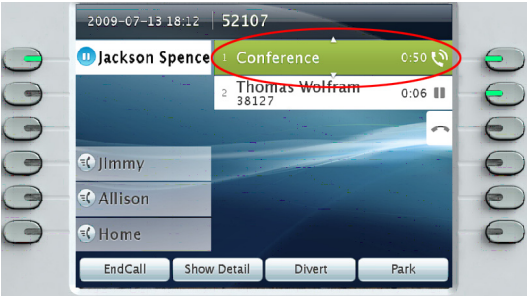 2009-07-13 18:12 52107
Jackson Spence
1 Conference 0:50
2 Thomas Wolfram 0:06
38127
JImmy
Allison
Home
EndCall Show Detail Divert Park